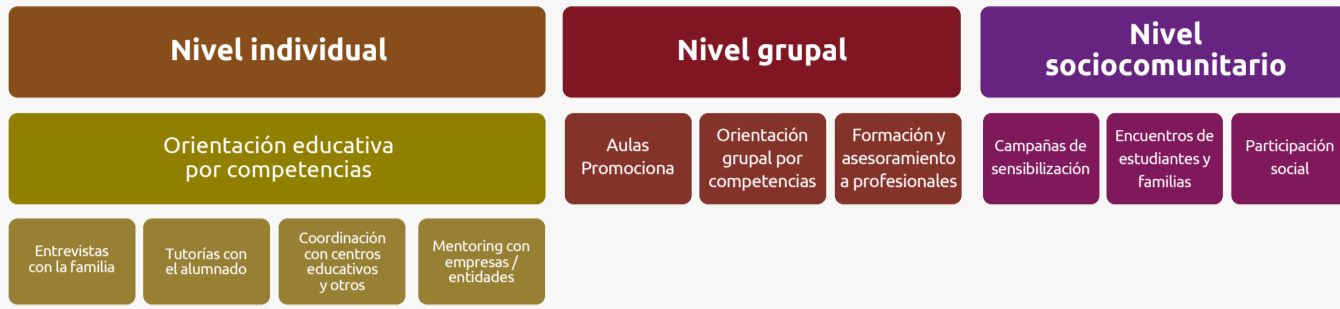 Nivel individual
Orientación educativa
por competencias
Entrevistas
con la familia
Tutorías con
el alumnado
Coordinación
con centros
educativos
y otros
Mentoring con
empresas /
entidades
Nivel grupal
Aulas
Promociona
Orientación
grupal por
competencias
Formación y
asesoramiento
a profesionales
Nivel
sociocomunitario
Campañas de
sensibilización
Encuentros de
estudiantes y
familias
Participación
social